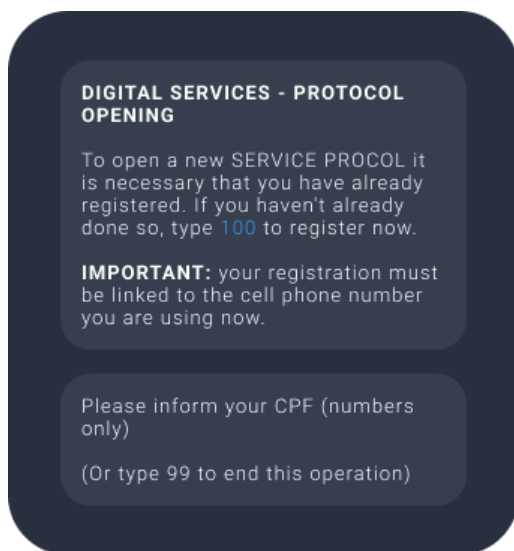 DIGITAL SERVICES - PROTOCOL
OPENING
To open a new SERVICE PROCOL it
is necessary that you have already
registered. If you haven't already
done so, type 100 to register now.
IMPORTANT: your registration must
be linked to the cell phone number
you are using now.
Please inform your CPF (numbers
only)
(Or type 99 to end this operation)